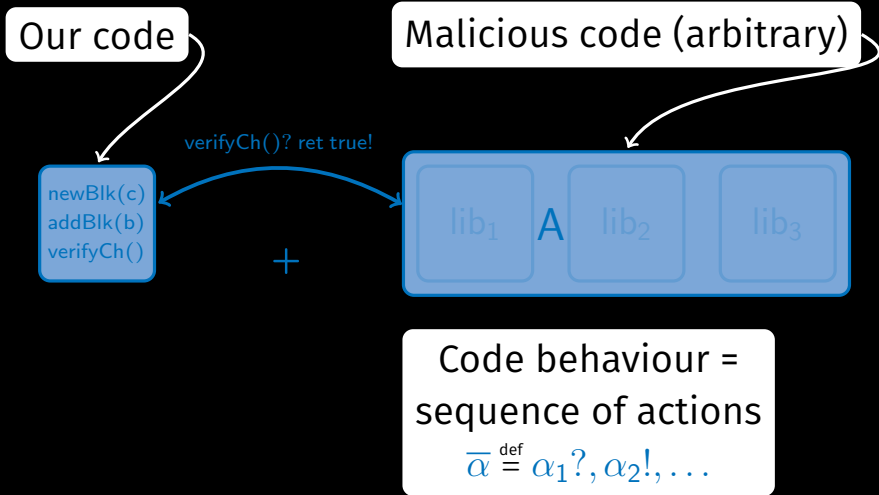 Our code
Malicious code (arbitrary)
verifyCh()? ret true!
newBlk(c)
addBlk(b)
verifyCh()
+
lib₁ A lib₂ lib₃
Code behaviour =
sequence of actions
α̅ ≝ α₁?, α₂!, …